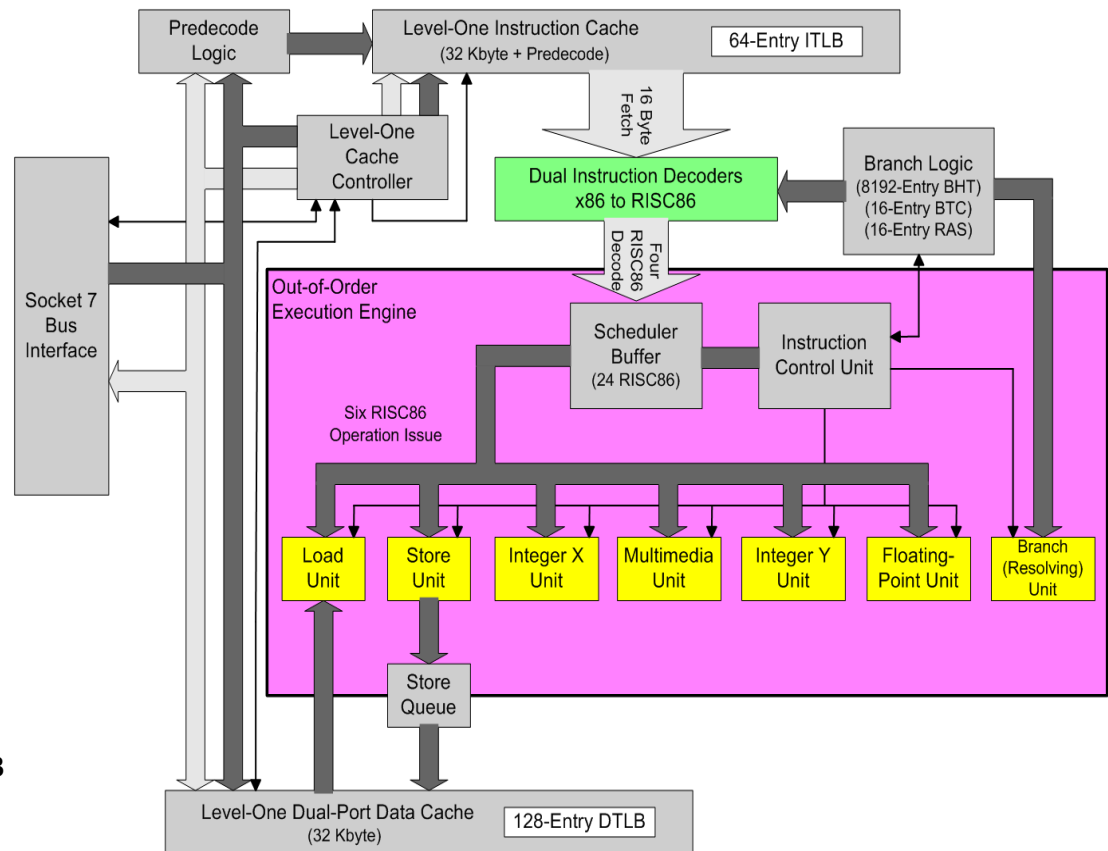 Predecode
Logic
Level-One Instruction Cache
(32 Kbyte + Predecode)
64-Entry ITLB
16 Byte
Fetch
Level-One
Cache
Controller
Dual Instruction Decoders
x86 to RISC86
Branch Logic
(8192-Entry BHT)
(16-Entry BTC)
(16-Entry RAS)
Four
RISC86
Decode
Socket 7
Bus
Interface
Out-of-Order
Execution Engine
Scheduler
Buffer
(24 RISC86)
Instruction
Control Unit
Six RISC86
Operation Issue
Load
Unit
Store
Unit
Integer X
Unit
Multimedia
Unit
Integer Y
Unit
Floating-
Point Unit
Branch
(Resolving)
Unit
Store
Queue
Level-One Dual-Port Data Cache
(32 Kbyte)
128-Entry DTLB